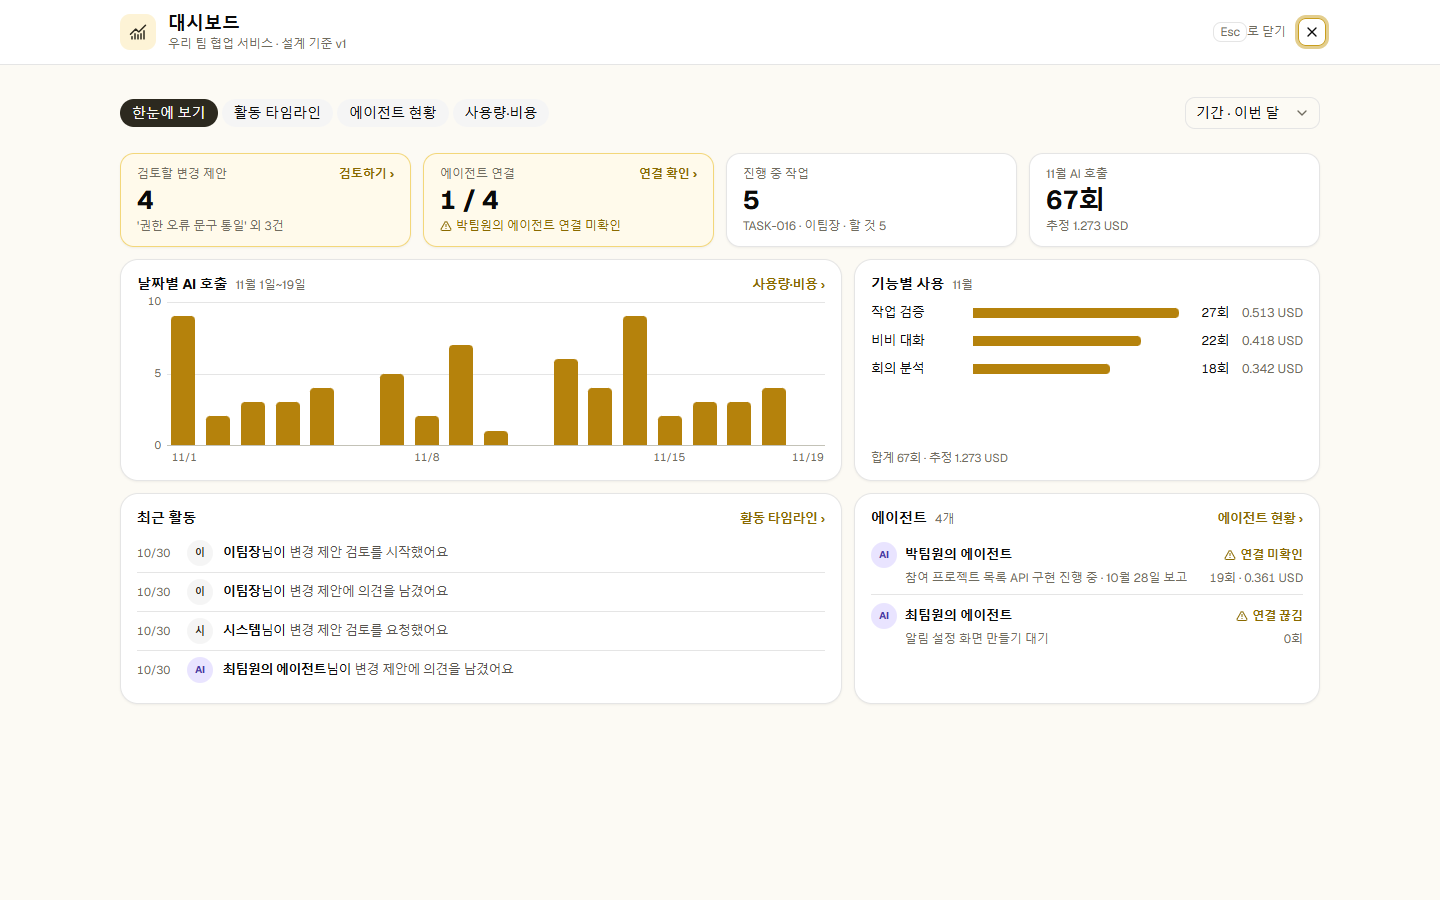 대시보드
우리 팀 협업 서비스 · 설계 기준 v1
Esc로 닫기
한눈에 보기
활동 타임라인
에이전트 현황
사용량·비용
기간 · 이번 달
검토할 변경 제안
검토하기 ›
4
'권한 오류 문구 통일' 외 3건
에이전트 연결
연결 확인 ›
1 / 4
박팀원의 에이전트 연결 미확인
진행 중 작업
5
TASK-016 · 이팀장 · 할 것 5
11월 AI 호출
67회
추정 1.273 USD
날짜별 AI 호출 11월 1일~19일
사용량·비용 ›
10
5
0
11/1
11/8
11/15
11/19
기능별 사용 11월
작업 검증 27회 0.513 USD
비비 대화 22회 0.418 USD
회의 분석 18회 0.342 USD
합계 67회 · 추정 1.273 USD
최근 활동
활동 타임라인 ›
10/30 이 이팀장님이 변경 제안 검토를 시작했어요
10/30 이 이팀장님이 변경 제안에 의견을 남겼어요
10/30 시 시스템님이 변경 제안 검토를 요청했어요
10/30 AI 최팀원의 에이전트님이 변경 제안에 의견을 남겼어요
에이전트 4개
에이전트 현황 ›
AI 박팀원의 에이전트 연결 미확인
참여 프로젝트 목록 API 구현 진행 중 · 10월 28일 보고 19회 · 0.361 USD
AI 최팀원의 에이전트 연결 끊김
알림 설정 화면 만들기 대기 0회